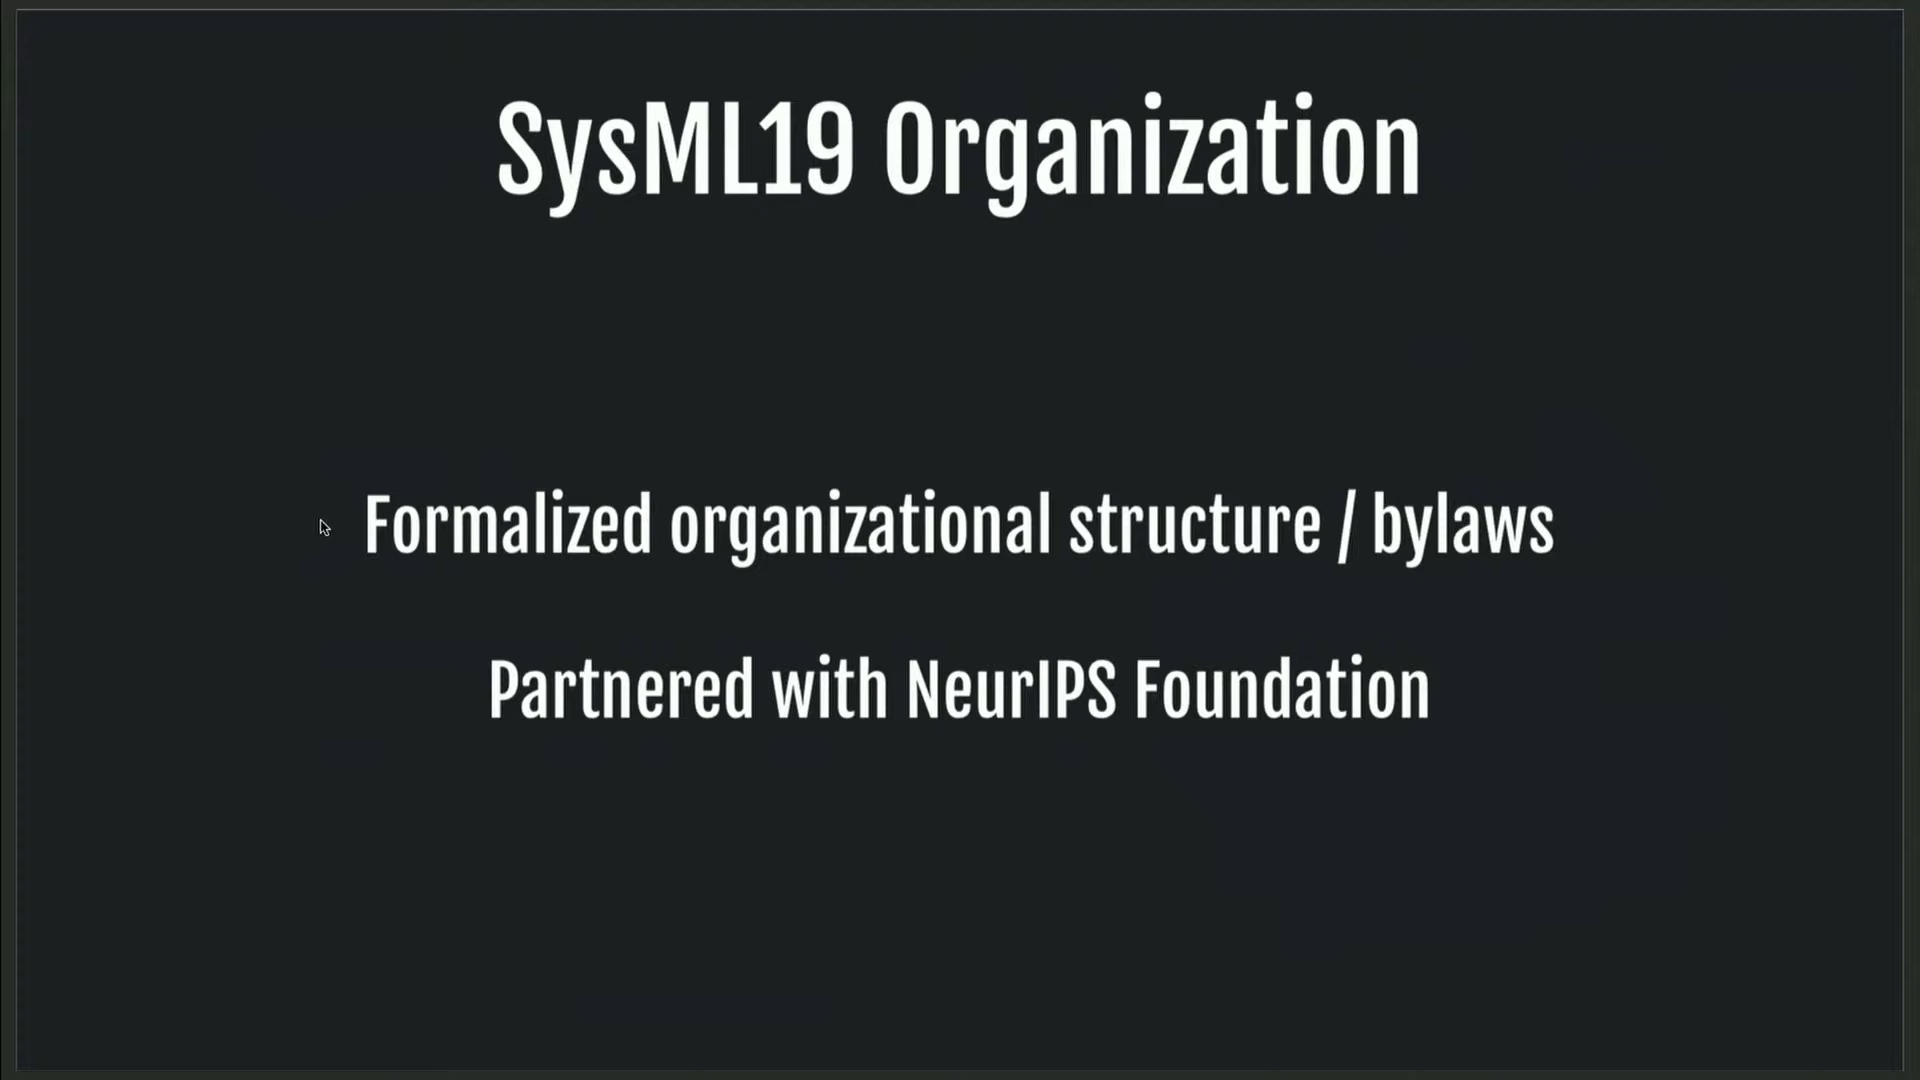 SysML19 Organization
Formalized organizational structure / bylaws
Partnered with NeurIPS Foundation